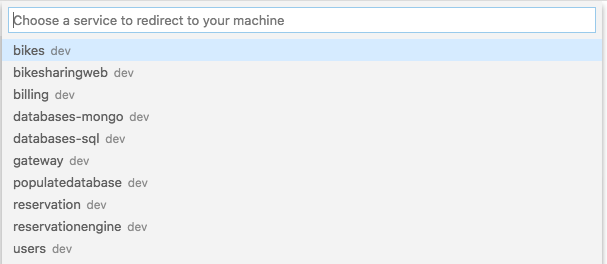 Choose a service to redirect to your machine
bikes dev
bikesharingweb dev
billing dev
databases-mongo dev
databases-sql dev
gateway dev
populatedatabase dev
reservation dev
reservationengine dev
users dev